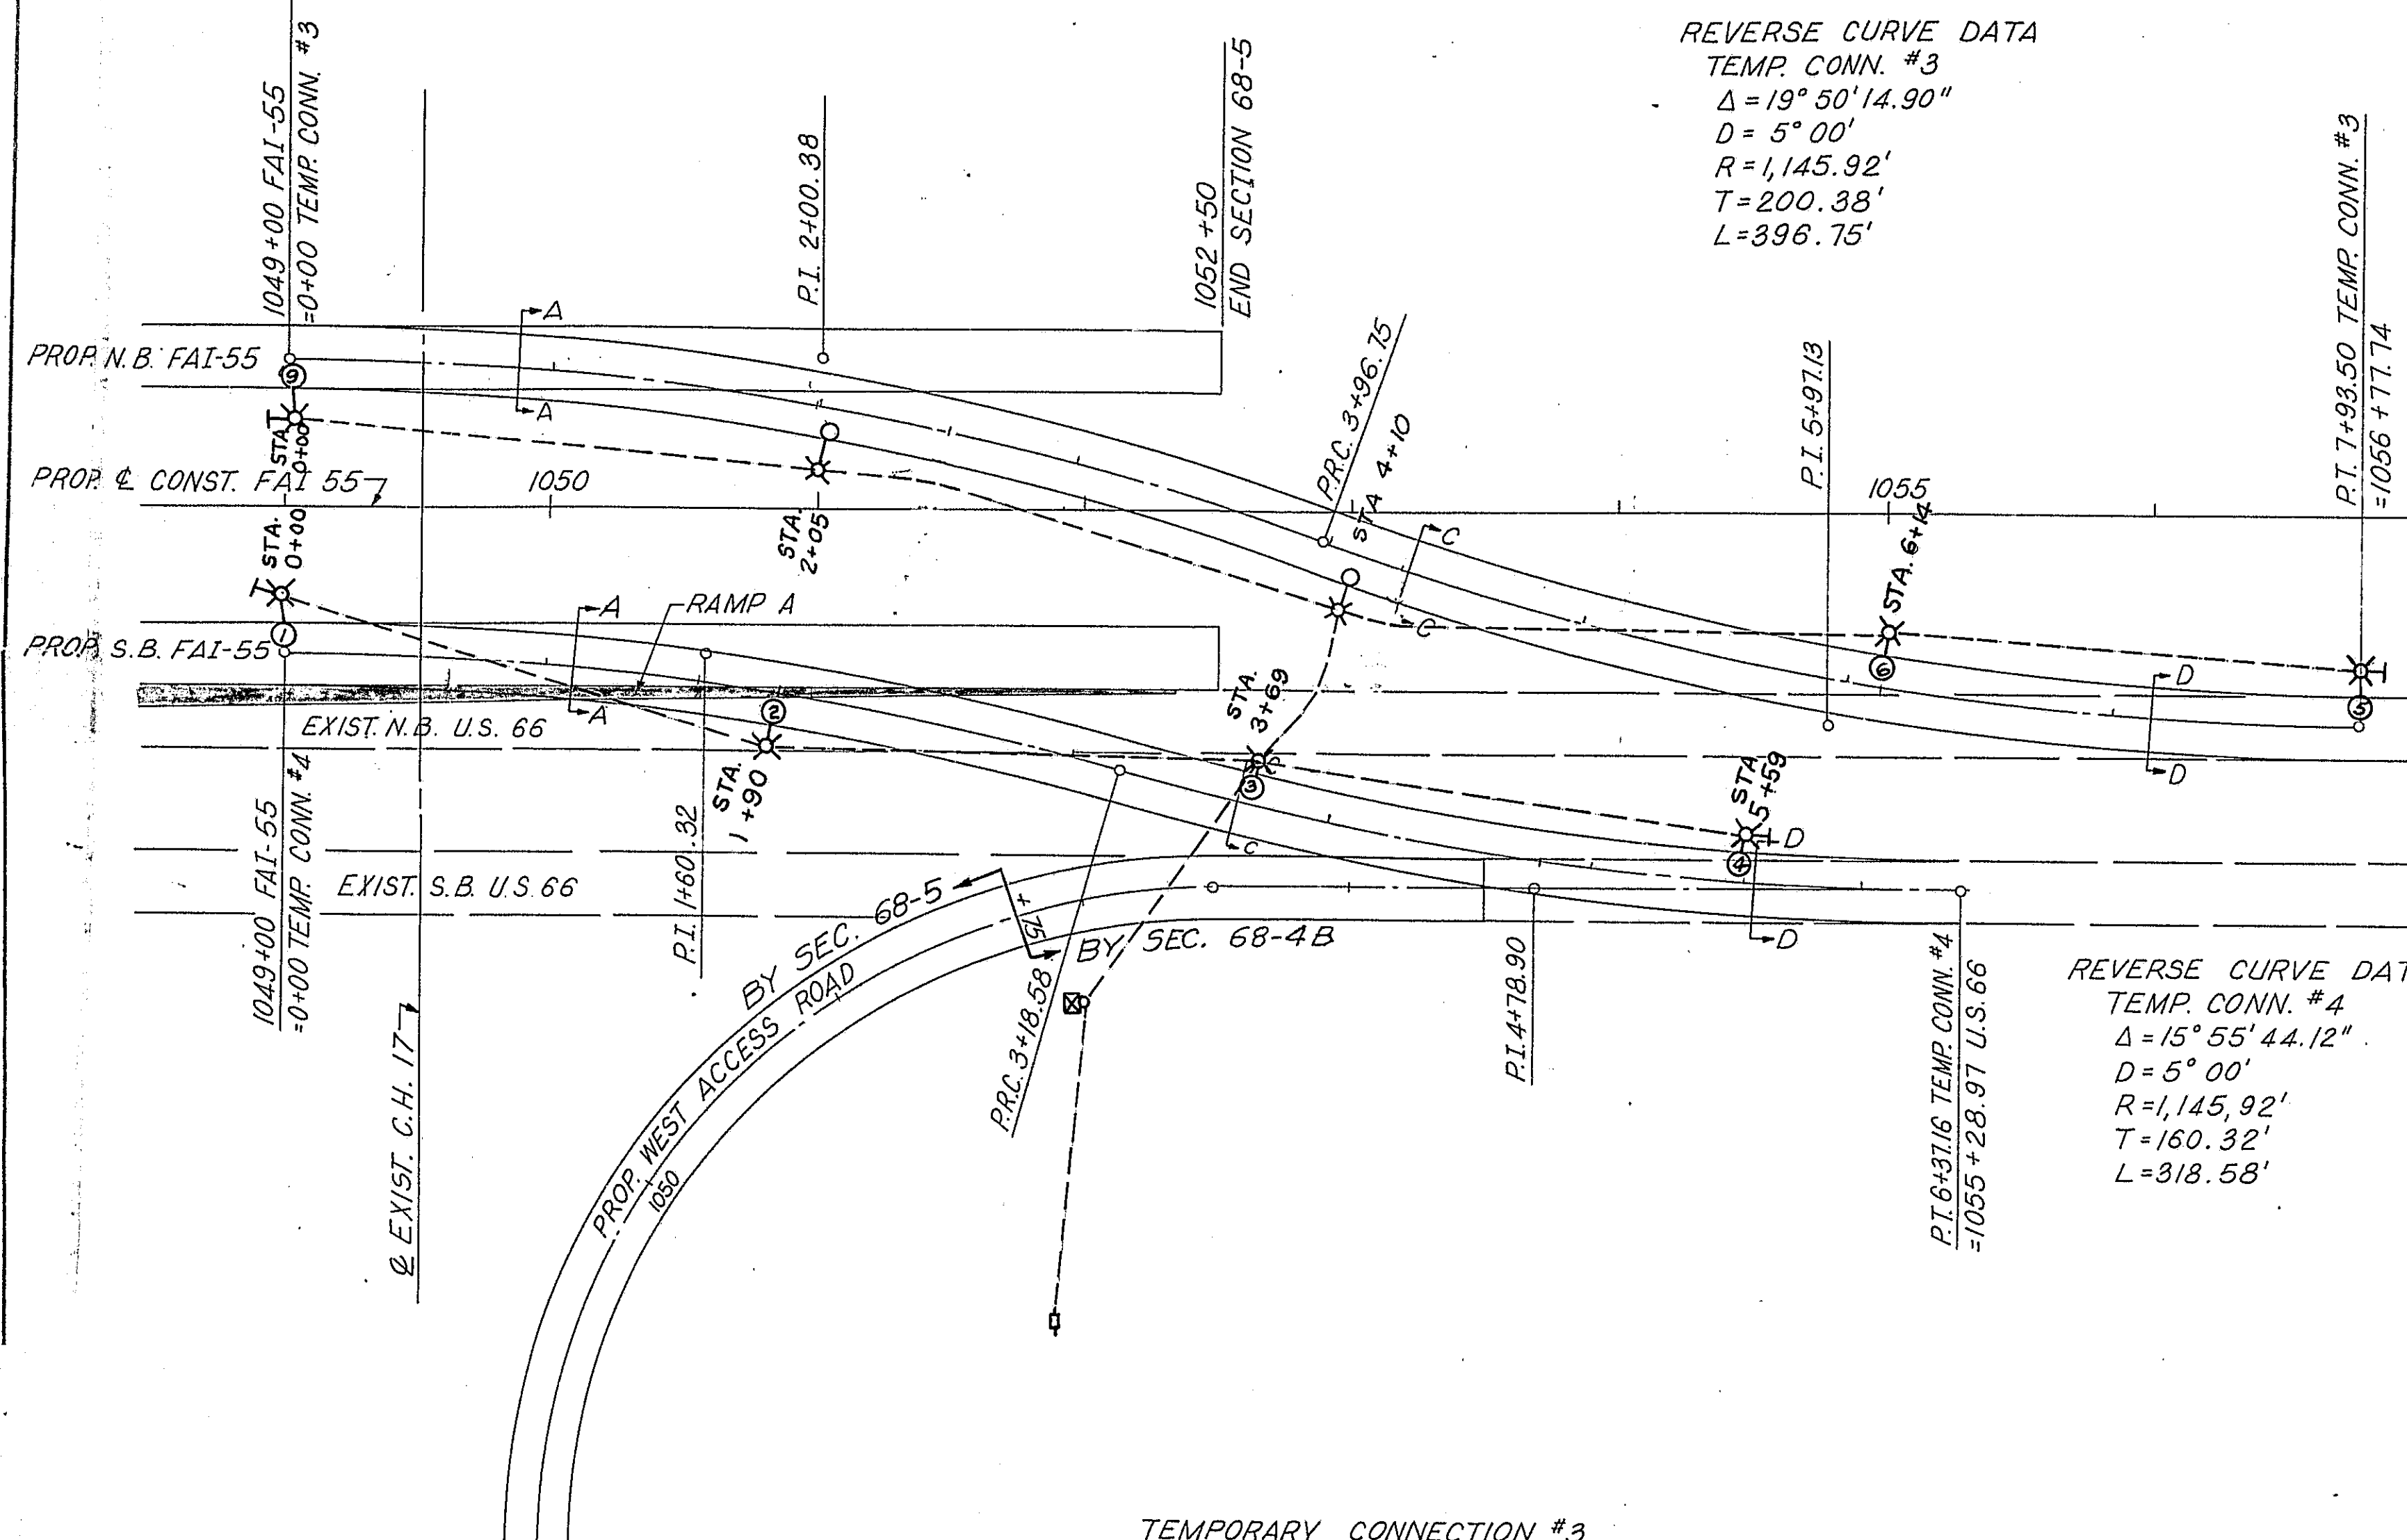 REVERSE CURVE DATA
TEMP. CONN. #3
Δ = 19° 50' 14.90"
D = 5° 00'
R = 1,145.92'
T = 200.38'
L = 396.75'
1049+00 FAI-55
=0+00 TEMP. CONN. #3
P.I. 2+00.38
1052+50
END SECTION 68-5
P.R.C. 3+96.75
P.I. 5+97.13
P.T. 7+93.50 TEMP. CONN. #3
=1056+77.74
A
A
PROP. N.B. FAI-55
9
STA
0+00
PROP. ℄ CONST. FAI 55
1050
1055
STA.
0+00
STA.
2+05
STA 4+10
C
C
STA. 6+14
6
5
D
D
1
PROP. S.B. FAI-55
A
A
RAMP A
2
EXIST. N.B. U.S. 66
STA.
1+90
STA.
3+69
3
C
C
STA
5+59
4
D
D
EXIST. S.B. U.S. 66
1049+00 FAI-55
=0+00 TEMP. CONN. #4
P.I. 1+60.32
℄ EXIST. C.H. 17
BY SEC. 68-5
+75
BY SEC. 68-4B
PROP. WEST ACCESS ROAD
1050
P.R.C. 3+18.58
P.I. 4+78.90
P.T. 6+37.16 TEMP. CONN. #4
=1055+28.97 U.S. 66
REVERSE CURVE DAT
TEMP. CONN. #4
Δ = 15° 55' 44.12"
D = 5° 00'
R = 1,145,92'
T = 160.32'
L = 318.58'
TEMPORARY CONNECTION #3